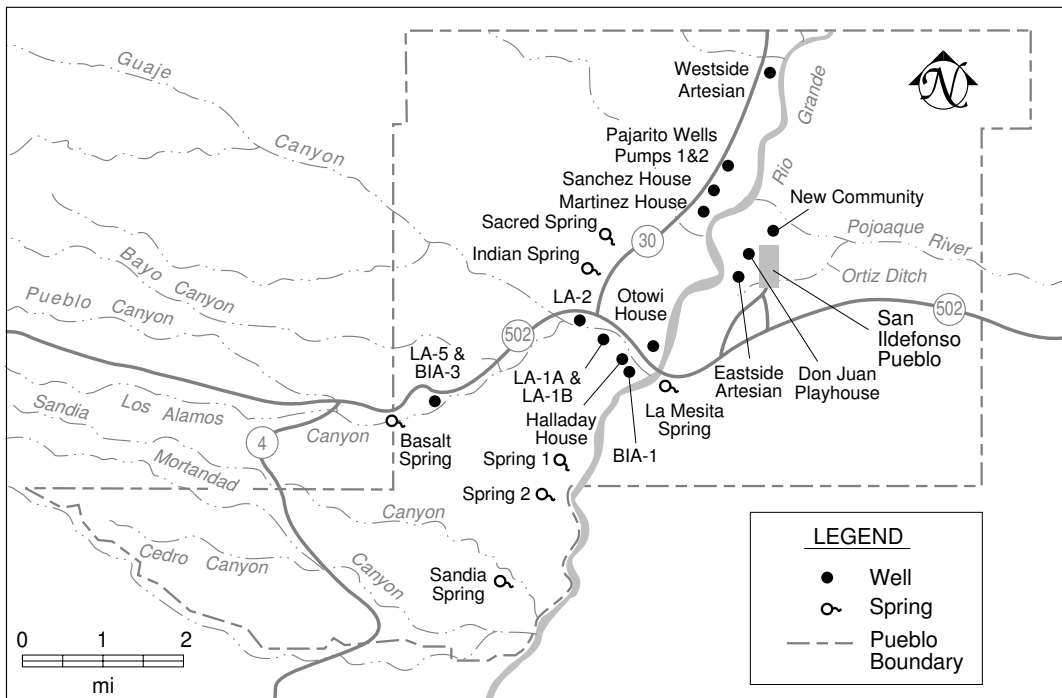 Guaje
Canyon
Westside
Artesian
N
Grande
Rio
Pajarito Wells
Pumps 1&2
Sanchez House
Martinez House
New Community
Sacred Spring
30
Pojoaque River
Indian Spring
Ortiz Ditch
Bayo Canyon
Pueblo Canyon
LA-2
Otowi
House
502
502
San
Ildefonso
Pueblo
LA-5 &
BIA-3
LA-1A &
LA-1B
Eastside
Artesian
Don Juan
Playhouse
Sandia
Canyon
Los Alamos
Canyon
Halladay
House
La Mesita
Spring
4
Basalt
Spring
BIA-1
Spring 1
Mortandad
Canyon
Spring 2
Cedro Canyon
Sandia
Spring
LEGEND
Well
Spring
Pueblo
Boundary
0 1 2
mi